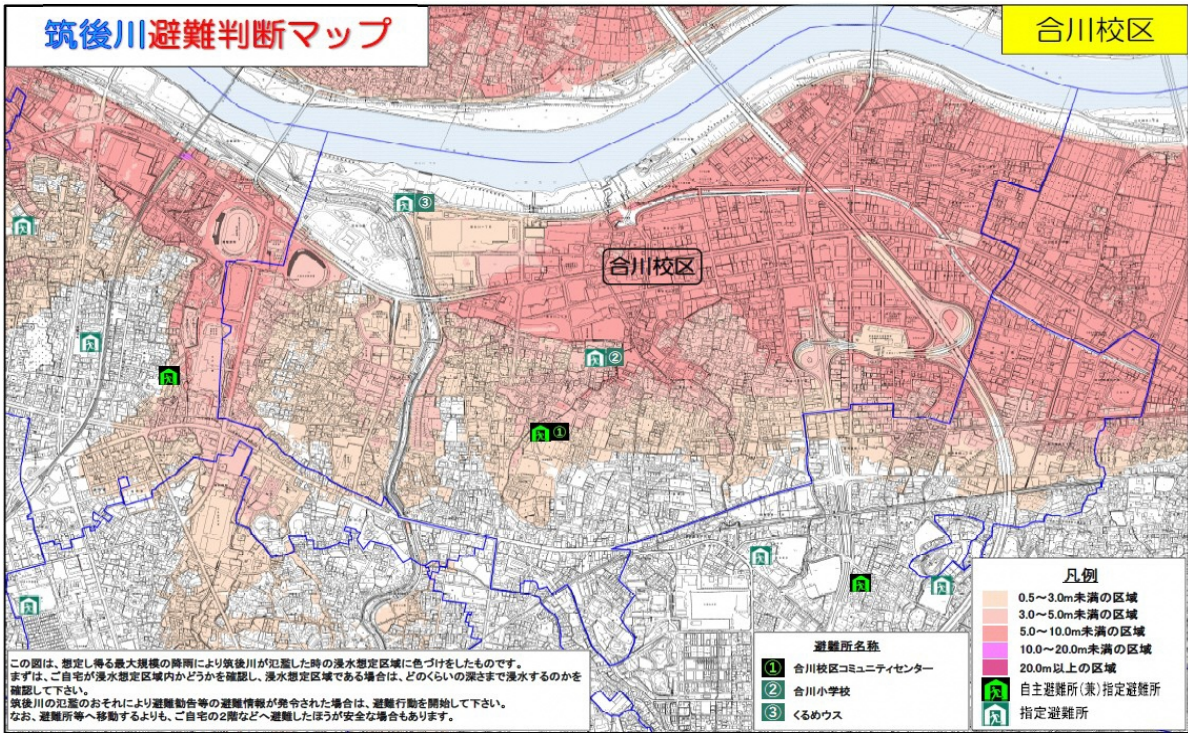 筑後川避難判断マップ
合川校区
③
合川校区
②
①
この図は、想定し得る最大規模の降雨により筑後川が氾濫した時の浸水想定区域に色づけをしたものです。
まずは、ご自宅が浸水想定区域内かどうかを確認し、浸水想定区域である場合は、どのくらいの深さまで浸水するのかを
確認して下さい。
筑後川の氾濫のおそれにより避難勧告等の避難情報が発令された場合は、避難行動を開始して下さい。
なお、避難所等へ移動するよりも、ご自宅の2階などへ避難したほうが安全な場合もあります。
避難所名称
① 合川校区コミュニティセンター
② 合川小学校
③ くるめウス
凡例
0.5～3.0m未満の区域
3.0～5.0m未満の区域
5.0～10.0m未満の区域
10.0～20.0m未満の区域
20.0m以上の区域
自主避難所(兼)指定避難所
指定避難所